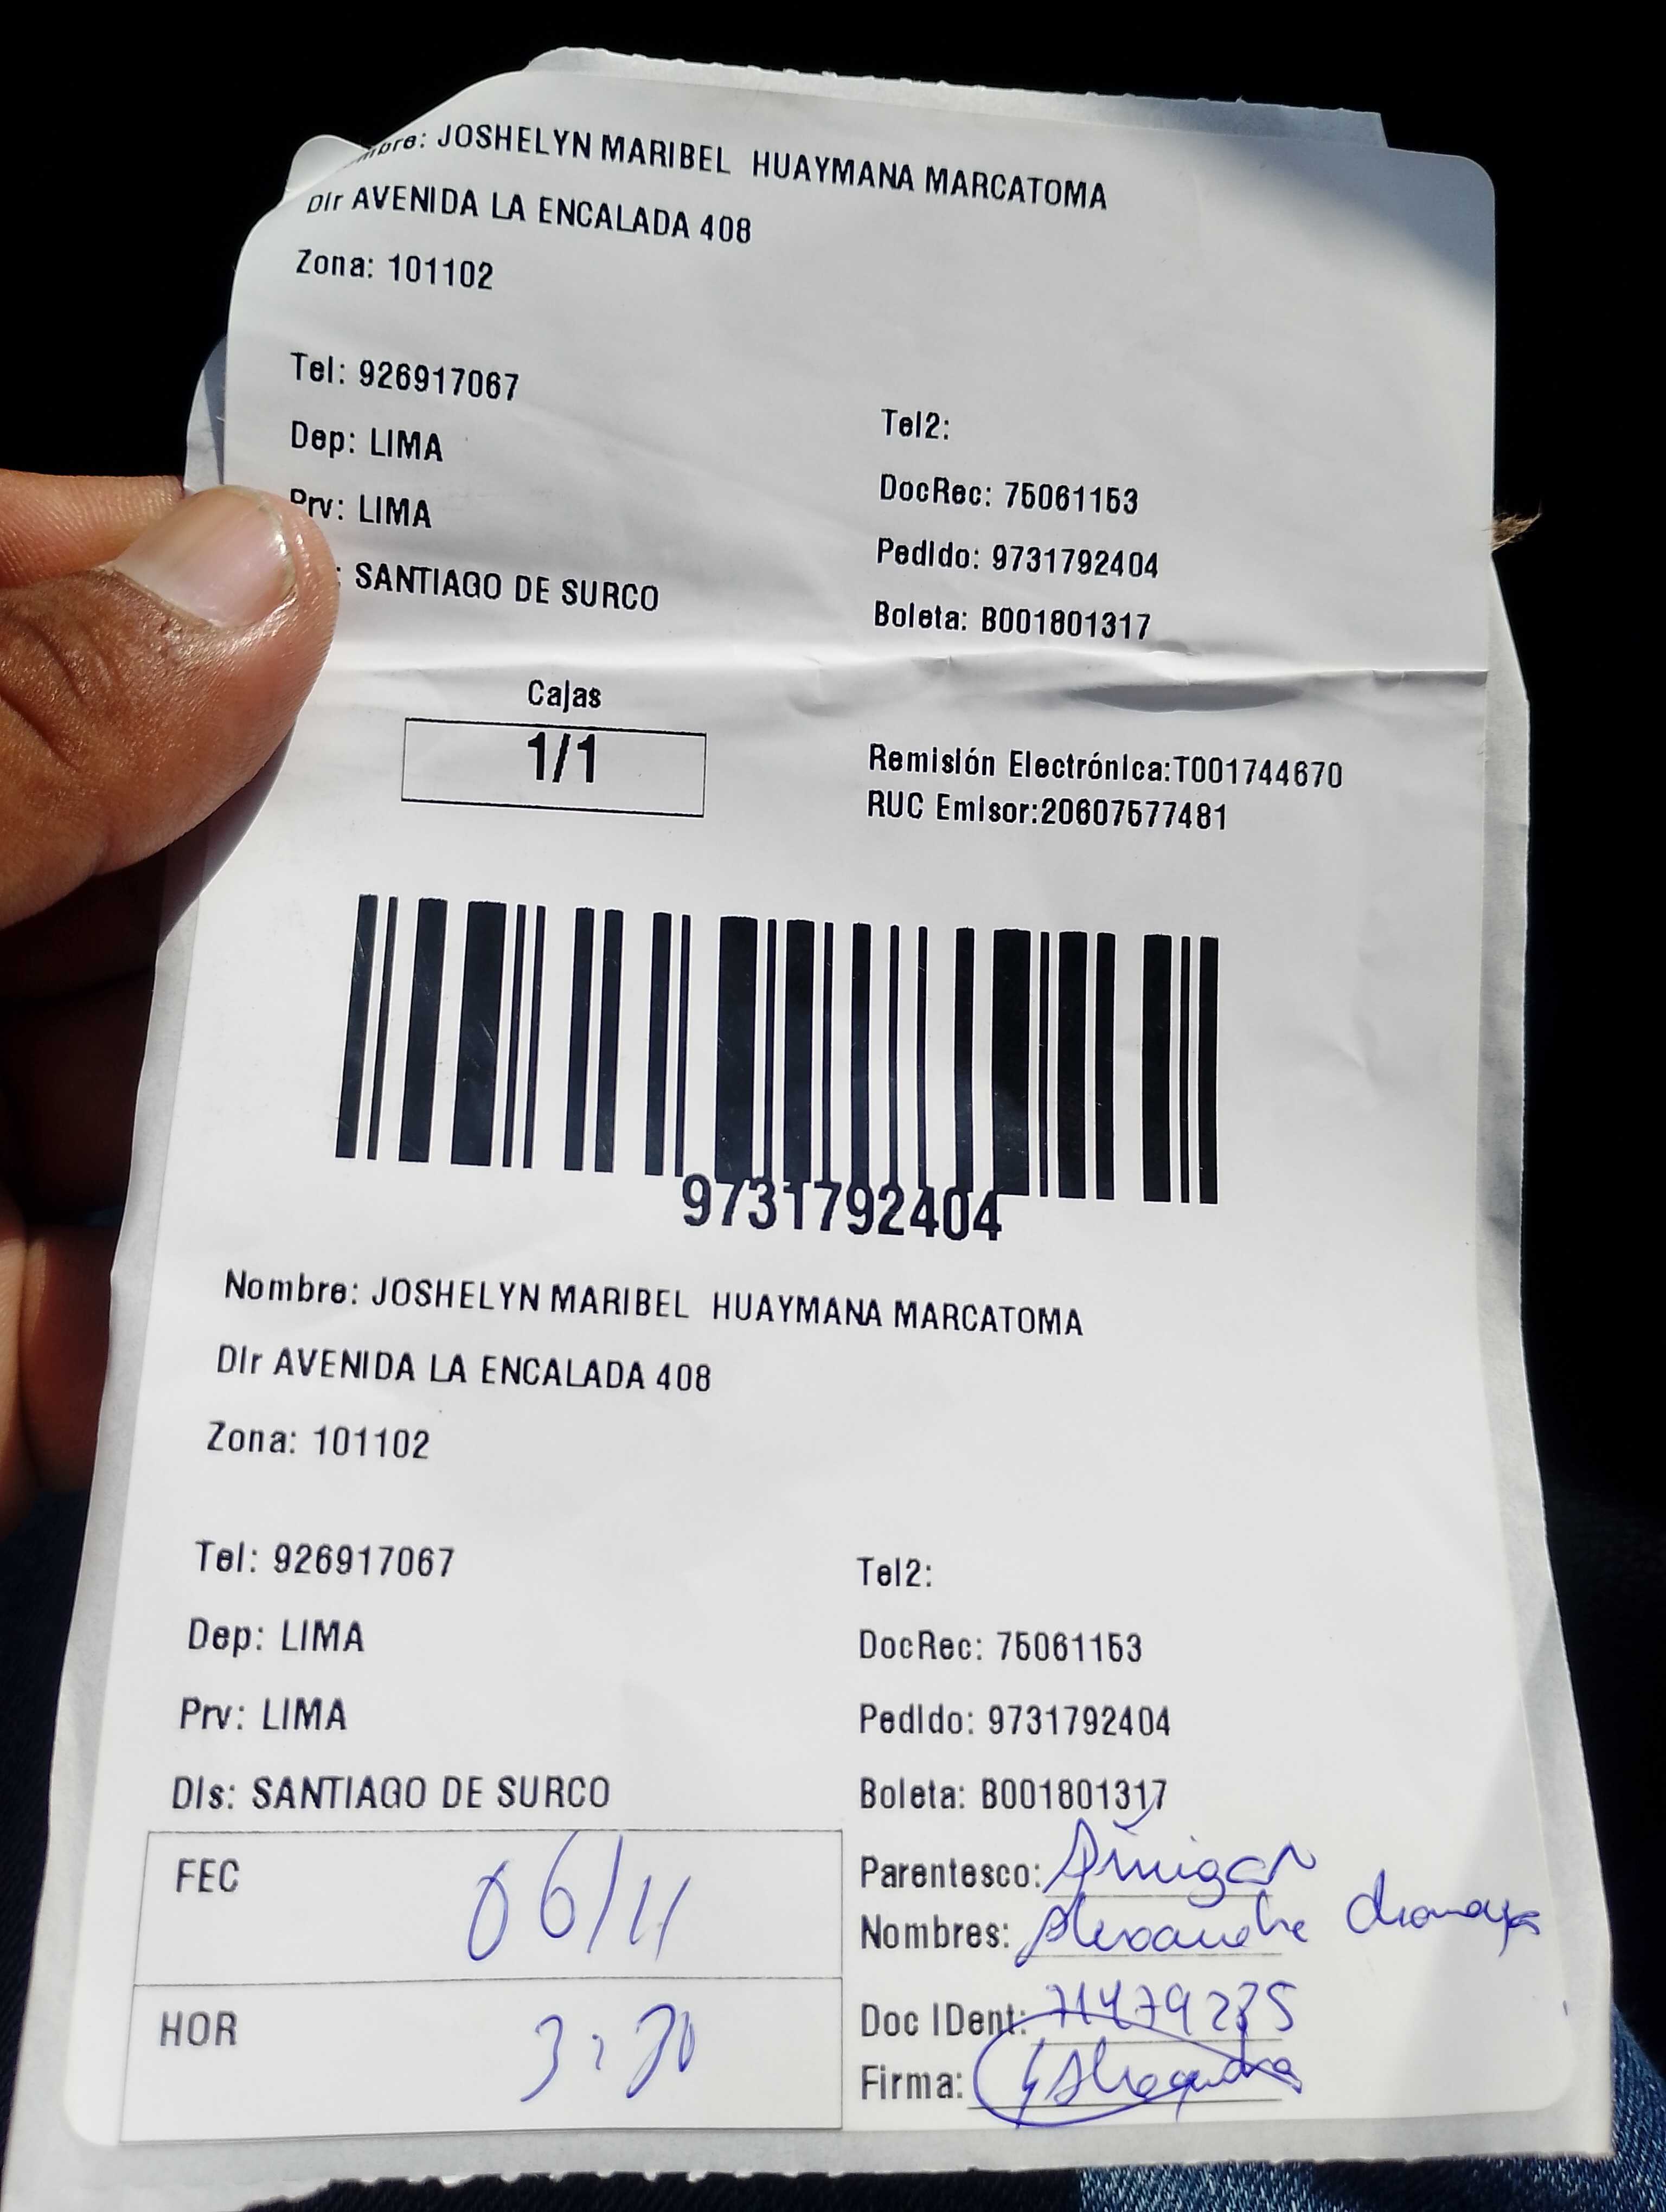 Nombre: JOSHELYN MARIBEL HUAYMANA MARCATOMA
Dir AVENIDA LA ENCALADA 408
Zona: 101102
Tel: 926917067
Tel2:
Dep: LIMA
DocRec: 75061153
Prv: LIMA
Pedido: 9731792404
: SANTIAGO DE SURCO
Boleta: B001801317
Cajas
1/1
Remisión Electrónica:T001744670
RUC Emisor:20607577481
9731792404
Nombre: JOSHELYN MARIBEL HUAYMANA MARCATOMA
Dir AVENIDA LA ENCALADA 408
Zona: 101102
Tel: 926917067
Tel2:
Dep: LIMA
DocRec: 75061153
Prv: LIMA
Pedido: 9731792404
Dis: SANTIAGO DE SURCO
Boleta: B001801317
FEC 06/11
Parentesco:
Nombres:
HOR 3:30
Doc IDent:
Firma: